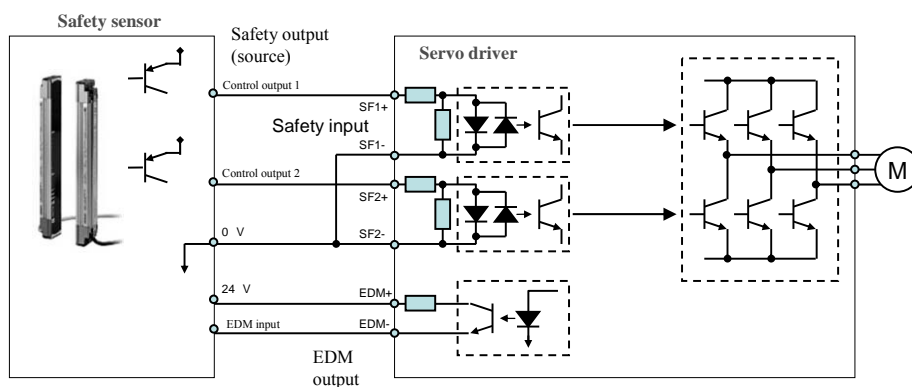 Safety sensor
Safety output
(source)
Servo driver
Control output 1
SF1+
Safety input
SF1-
Control output 2
SF2+
0 V
SF2-
24 V
EDM+
EDM input
EDM-
EDM
output
M